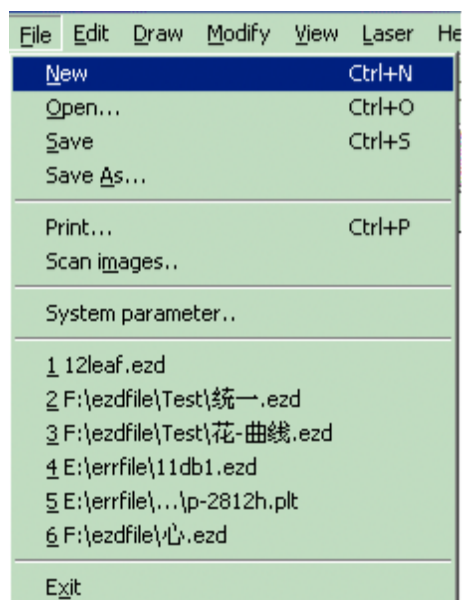 File Edit Draw Modify View Laser He
New Ctrl+N
Open... Ctrl+O
Save Ctrl+S
Save As...
Print... Ctrl+P
Scan images..
System parameter..
1 12leaf.ezd
2 F:\ezdfile\Test\统一.ezd
3 F:\ezdfile\Test\花-曲线.ezd
4 E:\errfile\11db1.ezd
5 E:\errfile\...\p-2812h.plt
6 F:\ezdfile\心.ezd
Exit